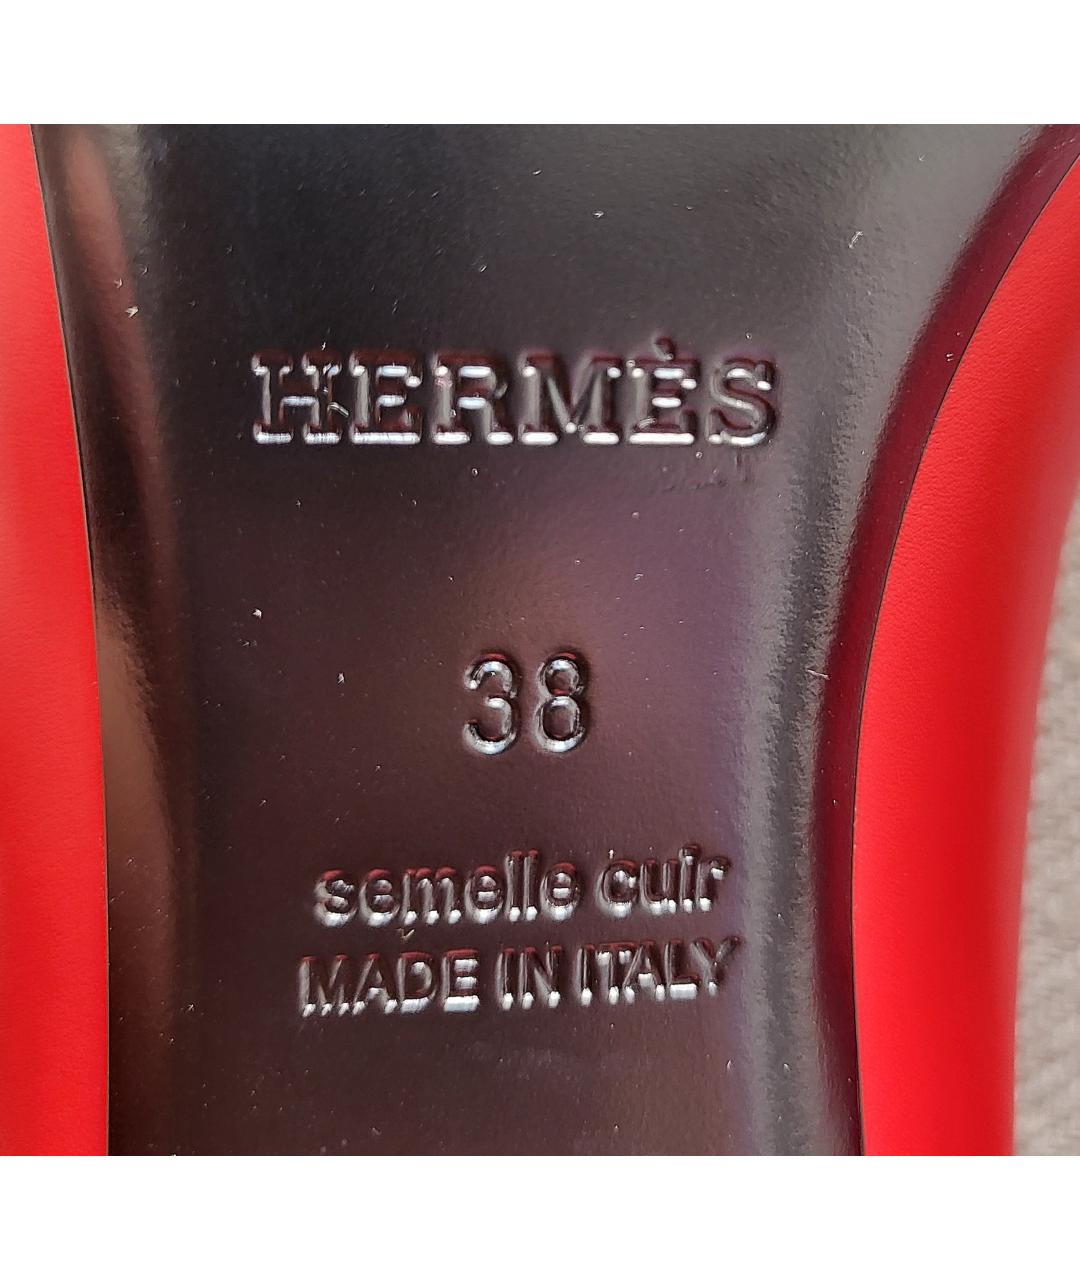 HERMÈS
38
semelle cuir
MADE IN ITALY